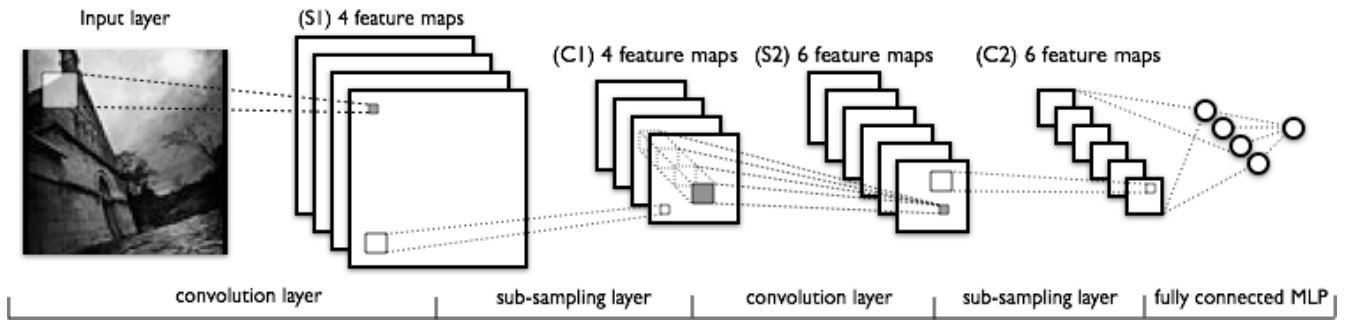 Input layer
(S1) 4 feature maps
(C1) 4 feature maps
(S2) 6 feature maps
(C2) 6 feature maps
convolution layer
sub-sampling layer
convolution layer
sub-sampling layer
fully connected MLP